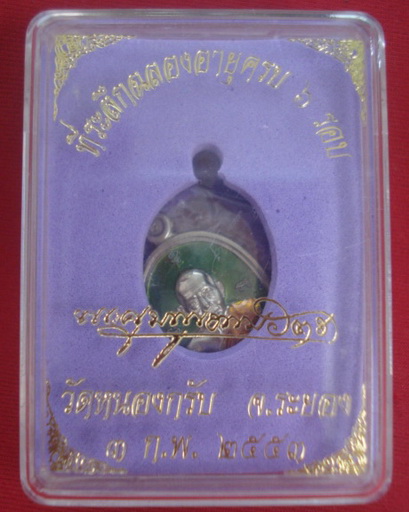 ที่ระลึกฉลองอายุครบ ๖ รอบ
วัดหนองกรับ จ.ระยอง
๓ ก.พ. ๒๕๕๓